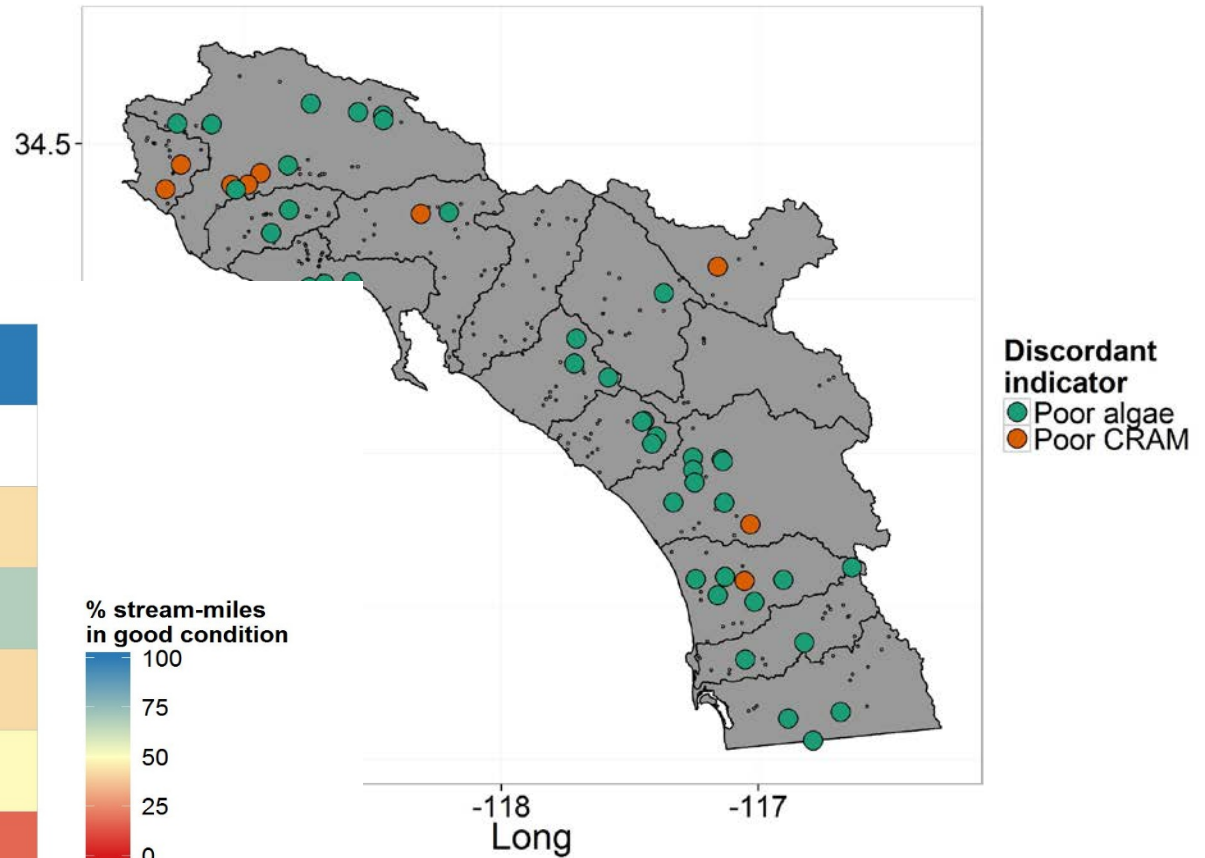 34.5
Discordant
indicator
Poor algae
Poor CRAM
% stream-miles
in good condition
100
75
50
25
0
-118
-117
Long